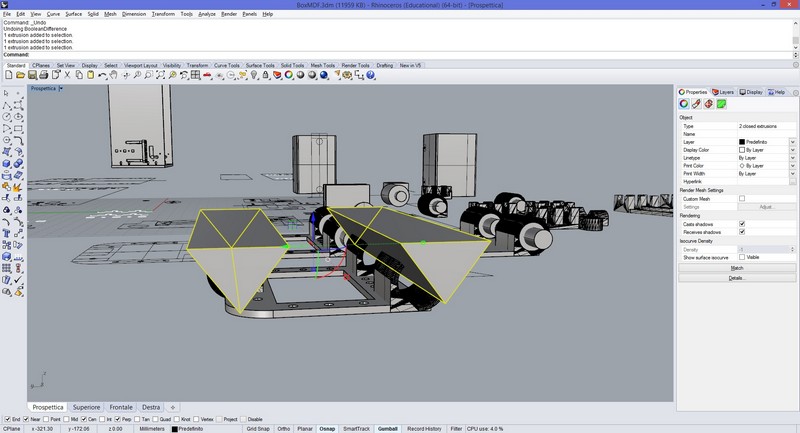 BoxMDF.3dm (11959 KB) - Rhinoceros (Educational) (64-bit) - [Prospettica]
File Edit View Curve Surface Solid Mesh Dimension Transform Tools Analyze Render Panels Help
Command: _Undo
Undoing BooleanDifference
1 extrusion added to selection.
1 extrusion added to selection.
1 extrusion added to selection.
Command:
Standard CPlanes Set View Display Select Viewport Layout Visibility Transform Curve Tools Surface Tools Solid Tools Mesh Tools Render Tools Drafting New in V5
Prospettica
Properties Layers Display Help
Object
Type 2 closed extrusions
Name
Layer Predefinito
Display Color By Layer
Linetype By Layer
Print Color By Layer
Print Width By Layer
Hyperlink
Render Mesh Settings
Custom Mesh
Settings Adjust...
Rendering
Casts shadows
Receives shadows
Isocurve Density
Density -1
Show surface isocurve Visible
Match
Details...
Prospettica Superiore Frontale Destra
End Near Point Mid Cen Int Perp Tan Quad Knot Vertex Project Disable
CPlane x -321.30 y -172.06 z 0.00 Millimeters Predefinito Grid Snap Ortho Planar Osnap SmartTrack Gumball Record History Filter CPU use: 4.0 %